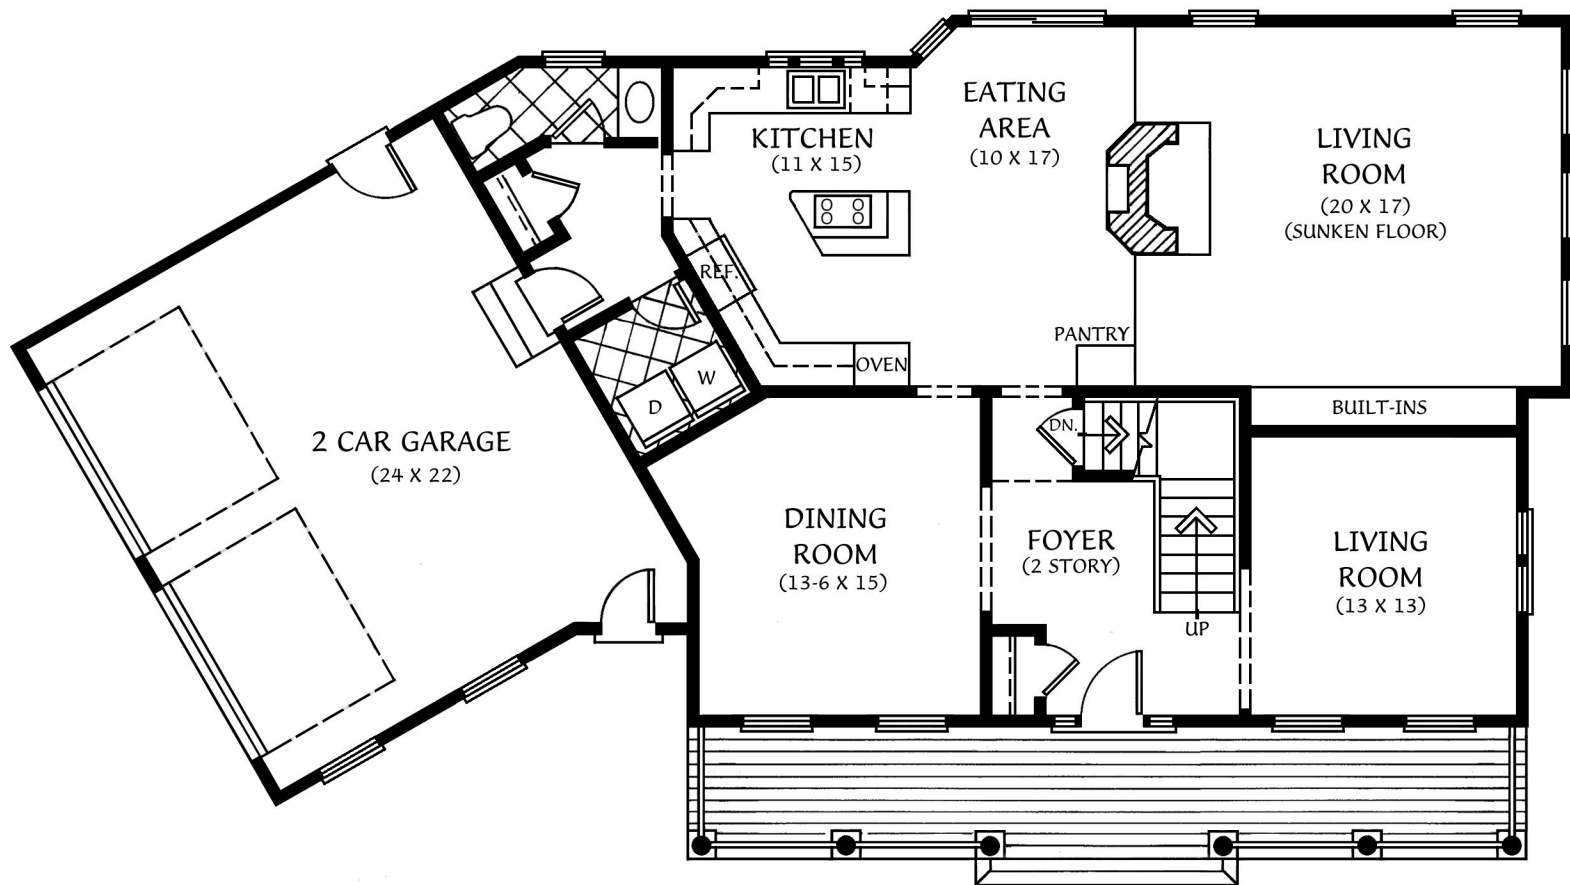 EATING
AREA
(10 X 17)
KITCHEN
(11 X 15)
LIVING
ROOM
(20 X 17)
(SUNKEN FLOOR)
REF.
PANTRY
OVEN
W
D
BUILT-INS
DN.
2 CAR GARAGE
(24 X 22)
DINING
ROOM
(13-6 X 15)
FOYER
(2 STORY)
UP
LIVING
ROOM
(13 X 13)